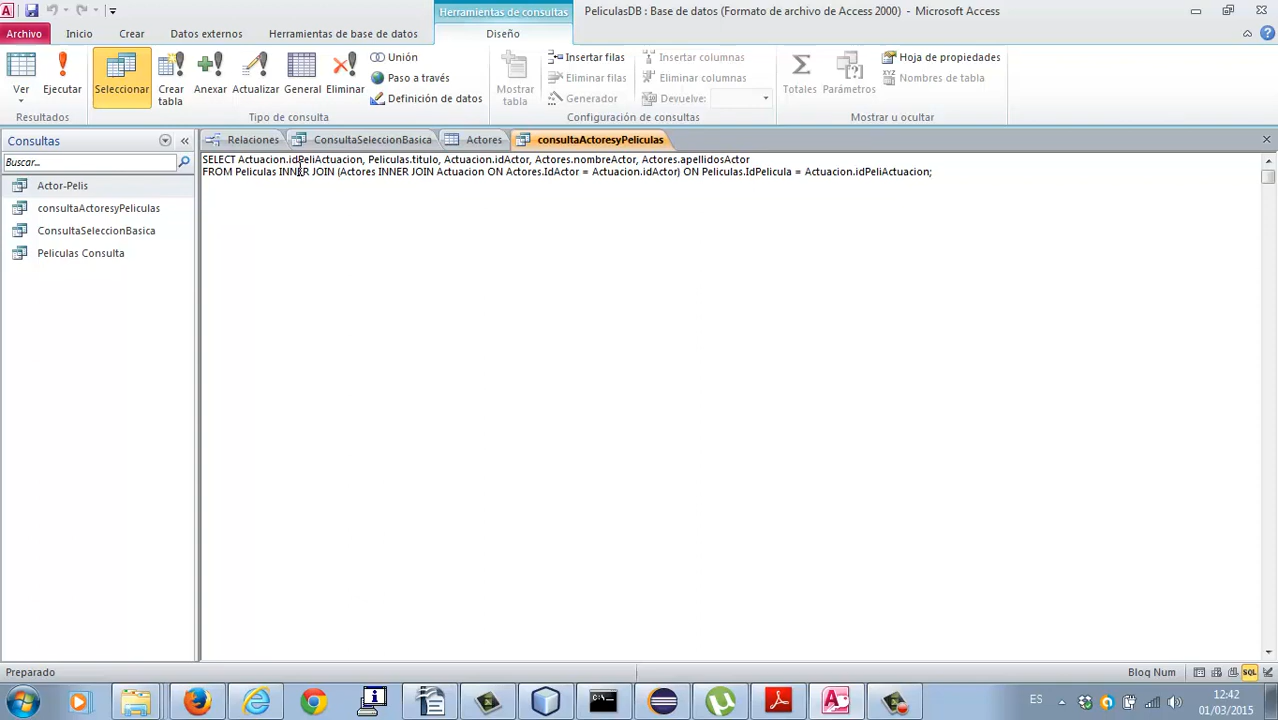 Herramientas de consultas
PeliculasDB : Base de datos (Formato de archivo de Access 2000) - Microsoft Access
Archivo Inicio Crear Datos externos Herramientas de base de datos Diseño
Ver
Ejecutar
Resultados
Seleccionar
Crear tabla
Anexar
Actualizar
General
Eliminar
Unión
Paso a través
Definición de datos
Tipo de consulta
Mostrar tabla
Insertar filas
Eliminar filas
Generador
Insertar columnas
Eliminar columnas
Devuelve:
Configuración de consultas
Totales
Parámetros
Hoja de propiedades
Nombres de tabla
Mostrar u ocultar
Consultas
Buscar...
Actor-Pelis
consultaActoresyPeliculas
ConsultaSeleccionBasica
Peliculas Consulta
Relaciones ConsultaSeleccionBasica Actores consultaActoresyPeliculas
SELECT Actuacion.idPeliActuacion, Peliculas.titulo, Actuacion.idActor, Actores.nombreActor, Actores.apellidosActor
FROM Peliculas INNER JOIN (Actores INNER JOIN Actuacion ON Actores.IdActor = Actuacion.idActor) ON Peliculas.IdPelicula = Actuacion.idPeliActuacion;
Preparado
Bloq Num
SQL
ES
12:42
01/03/2015